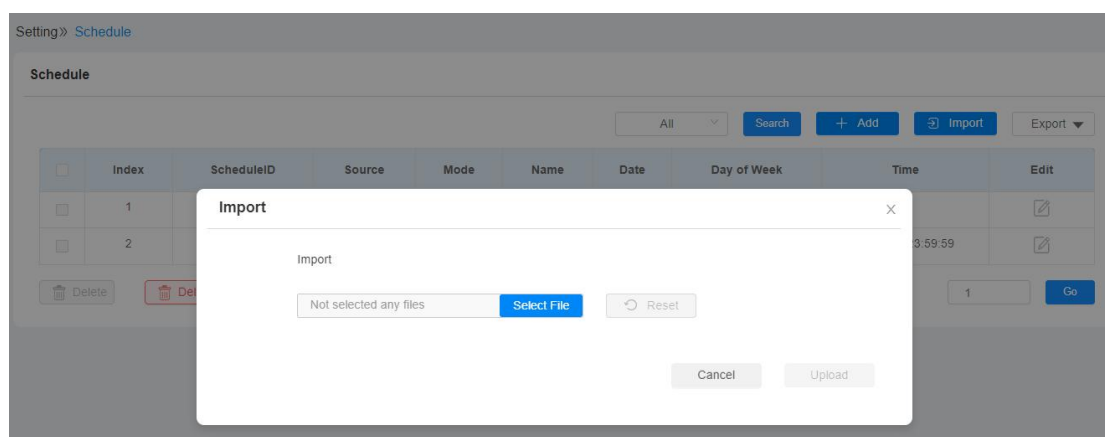 Setting» Schedule
Schedule
All Search + Add Import Export
Index ScheduleID Source Mode Name Date Day of Week Time Edit
1
2 3:59:59
Import X
Import
Not selected any files Select File Reset
Cancel Upload
Delete Del 1 Go